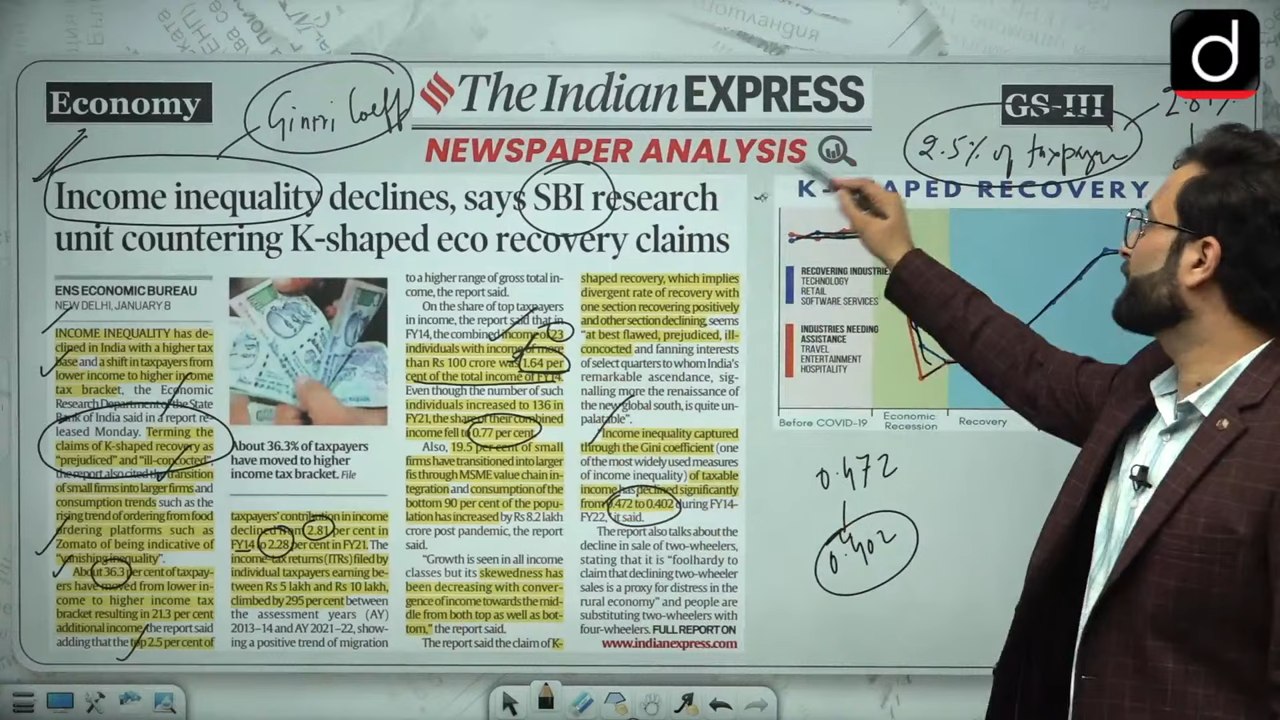 d
Economy
Ginni Coeff
The Indian EXPRESS
NEWSPAPER ANALYSIS
GS-III
2.5% of taxpayer
Income inequality declines, says SBI research
unit countering K-shaped eco recovery claims
ENS ECONOMIC BUREAU
NEW DELHI, JANUARY 8
INCOME INEQUALITY has de-
clined in India with a higher tax
base and a shift in taxpayers from
lower income to higher income
tax bracket, the Economic
Research Department of the State
Bank of India said in a report re-
leased Monday. Terming the
claims of K-shaped recovery as
"prejudiced" and "ill-concocted",
the report also cited the transition
of small firms into larger firms and
consumption trends such as the
rising trend of ordering from food
ordering platforms such as
Zomato of being indicative of
"vanishing inequality".
About 36.3 per cent of taxpay-
ers have moved from lower in-
come to higher income tax
bracket resulting in 21.3 per cent
additional income, the report said
adding that the top 2.5 per cent of
About 36.3% of taxpayers
have moved to higher
income tax bracket. File
taxpayers' contribution in income
declined from 2.81 per cent in
FY14 to 2.28 per cent in FY21. The
income-tax returns (ITRs) filed by
individual taxpayers earning be-
tween Rs 5 lakh and Rs 10 lakh,
climbed by 295 per cent between
the assessment years (AY)
2013-14 and AY 2021-22, show-
ing a positive trend of migration
to a higher range of gross total in-
come, the report said.
On the share of top taxpayers
in income, the report said that in
FY14, the combined income of 23
individuals with income of more
than Rs 100 crore was 1.64 per
cent of the total income of FY14.
Even though the number of such
individuals increased to 136 in
FY21, the share of their combined
income fell to 0.77 per cent.
Also, 19.5 per cent of small
firms have transitioned into larger
firms through MSME value chain in-
tegration and consumption of the
bottom 90 per cent of the popu-
lation has increased by Rs 8.2 lakh
crore post pandemic, the report
said.
"Growth is seen in all income
classes but its skewedness has
been decreasing with conver-
gence of income towards the mid-
dle from both top as well as bot-
tom," the report said.
The report said the claim of K-
shaped recovery, which implies
divergent rate of recovery with
one section recovering positively
and other section declining, seems
"at best flawed, prejudiced, ill-
concocted and fanning interests
of select quarters to whom India's
remarkable ascendance, sig-
nalling more the renaissance of
the new global south, is quite un-
palatable".
Income inequality captured
through the Gini coefficient (one
of the most widely used measures
of income inequality) of taxable
income has declined significantly
from 0.472 to 0.402 during FY14-
FY22, it said.
The report also talks about the
decline in sale of two-wheelers,
stating that it is "foolhardy to
claim that declining two-wheeler
sales is a proxy for distress in the
rural economy" and people are
substituting two-wheelers with
four-wheelers. FULL REPORT ON
www.indianexpress.com
RECOVERY
RECOVERING INDUSTRIE
TECHNOLOGY
RETAIL
SOFTWARE SERVICES
INDUSTRIES NEEDING
ASSISTANCE
TRAVEL
ENTERTAINMENT
HOSPITALITY
Before COVID-19
Economic
Recession
Recovery
0.472
0.402